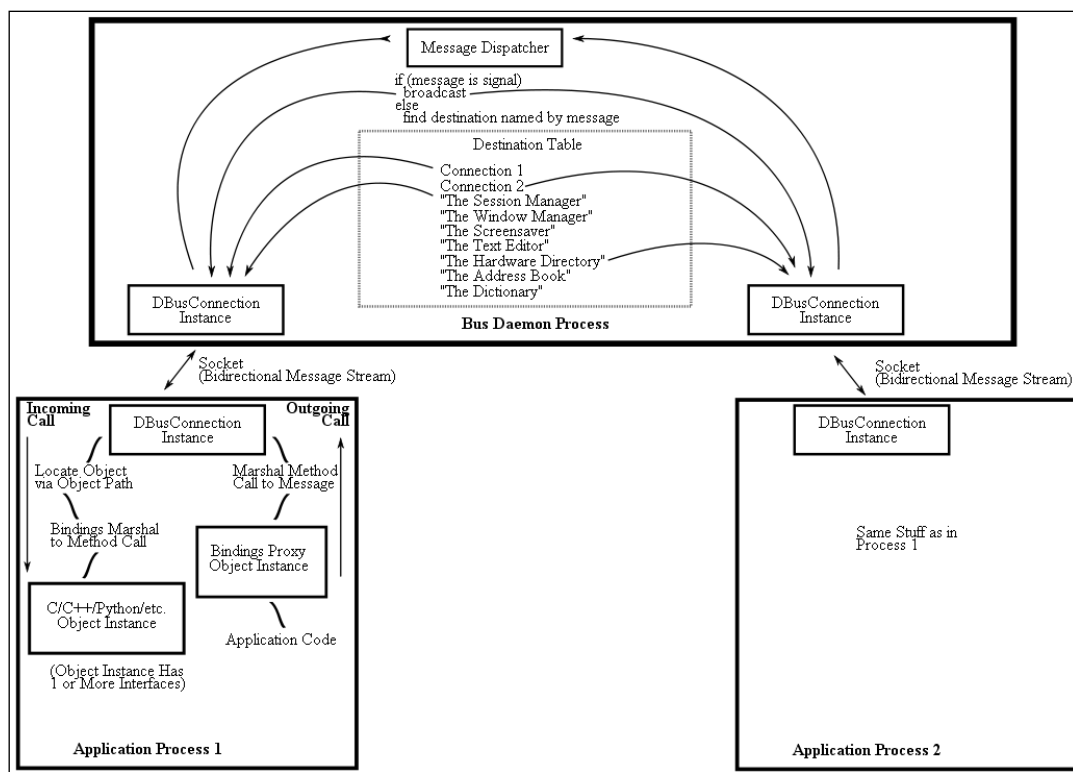 Message Dispatcher
if (message is signal)
broadcast
else
find destination named by message
Destination Table
Connection 1
Connection 2
"The Session Manager"
"The Window Manager"
"The Screensaver"
"The Text Editor"
"The Hardware Directory"
"The Address Book"
"The Dictionary"
DBusConnection
Instance
DBusConnection
Instance
Bus Daemon Process
Socket
(Bidirectional Message Stream)
Socket
(Bidirectional Message Stream)
Incoming
Call
DBusConnection
Instance
Outgoing
Call
Locate Object
via Object Path
Marshal Method
Call to Message
Bindings Marshal
to Method Call
Bindings Proxy
Object Instance
C/C++/Python/etc.
Object Instance
Application Code
(Object Instance Has
1 or More Interfaces)
Application Process 1
DBusConnection
Instance
Same Stuff as in
Process 1
Application Process 2